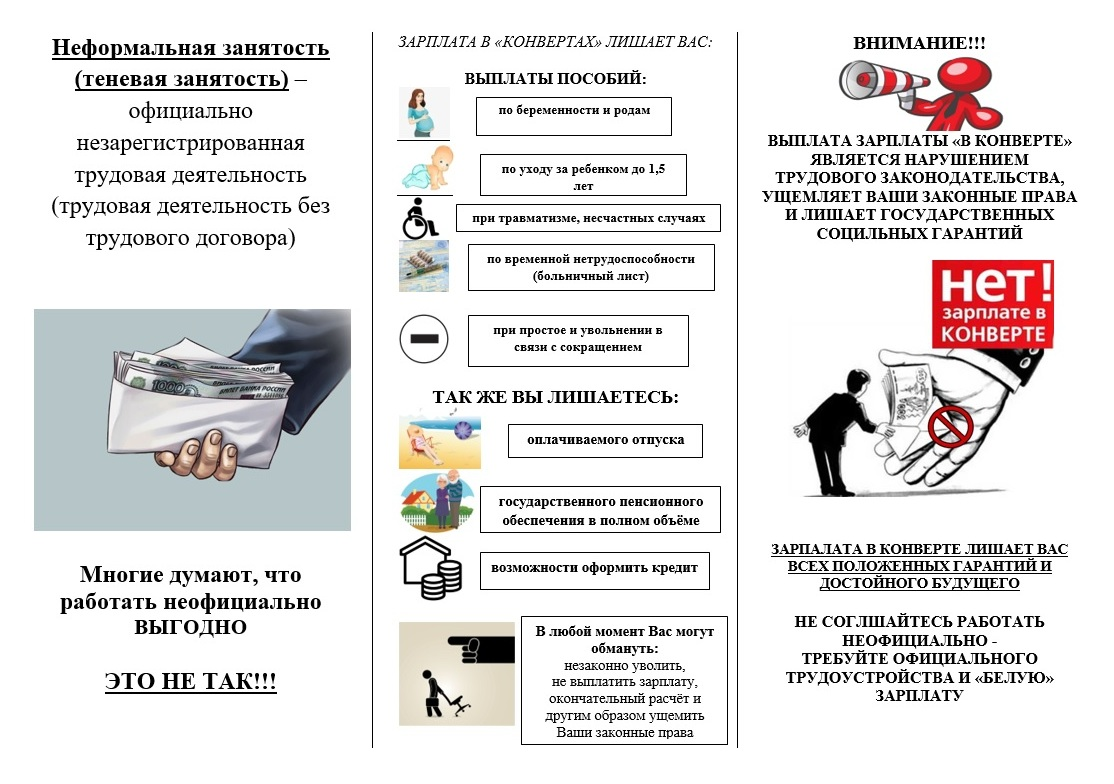 Неформальная занятость
(теневая занятость) –
официально
незарегистрированная
трудовая деятельность
(трудовая деятельность без
трудового договора)
1000
БИЛЕТ БАНКА РОССИИ
Многие думают, что
работать неофициально
ВЫГОДНО
ЭТО НЕ ТАК!!!
ЗАРПЛАТА В «КОНВЕРТАХ» ЛИШАЕТ ВАС:
ВЫПЛАТЫ ПОСОБИЙ:
по беременности и родам
по уходу за ребенком до 1,5
лет
при травматизме, несчастных случаях
по временной нетрудоспособности
(больничный лист)
при простое и увольнении в
связи с сокращением
ТАК ЖЕ ВЫ ЛИШАЕТЕСЬ:
оплачиваемого отпуска
государственного пенсионного
обеспечения в полном объёме
возможности оформить кредит
В любой момент Вас могут
обмануть:
незаконно уволить,
не выплатить зарплату,
окончательный расчёт и
другим образом ущемить
Ваши законные права
ВНИМАНИЕ!!!
ВЫПЛАТА ЗАРПЛАТЫ «В КОНВЕРТЕ»
ЯВЛЯЕТСЯ НАРУШЕНИЕМ
ТРУДОВОГО ЗАКОНОДАТЕЛЬСТВА,
УЩЕМЛЯЕТ ВАШИ ЗАКОННЫЕ ПРАВА
И ЛИШАЕТ ГОСУДАРСТВЕННЫХ
СОЦИЛЬНЫХ ГАРАНТИЙ
нет!
зарплате в
КОНВЕРТЕ
ЗАРПАЛАТА В КОНВЕРТЕ ЛИШАЕТ ВАС
ВСЕХ ПОЛОЖЕННЫХ ГАРАНТИЙ И
ДОСТОЙНОГО БУДУЩЕГО
НЕ СОГЛШАЙТЕСЬ РАБОТАТЬ
НЕОФИЦИАЛЬНО -
ТРЕБУЙТЕ ОФИЦИАЛЬНОГО
ТРУДОУСТРОЙСТВА И «БЕЛУЮ»
ЗАРПЛАТУ